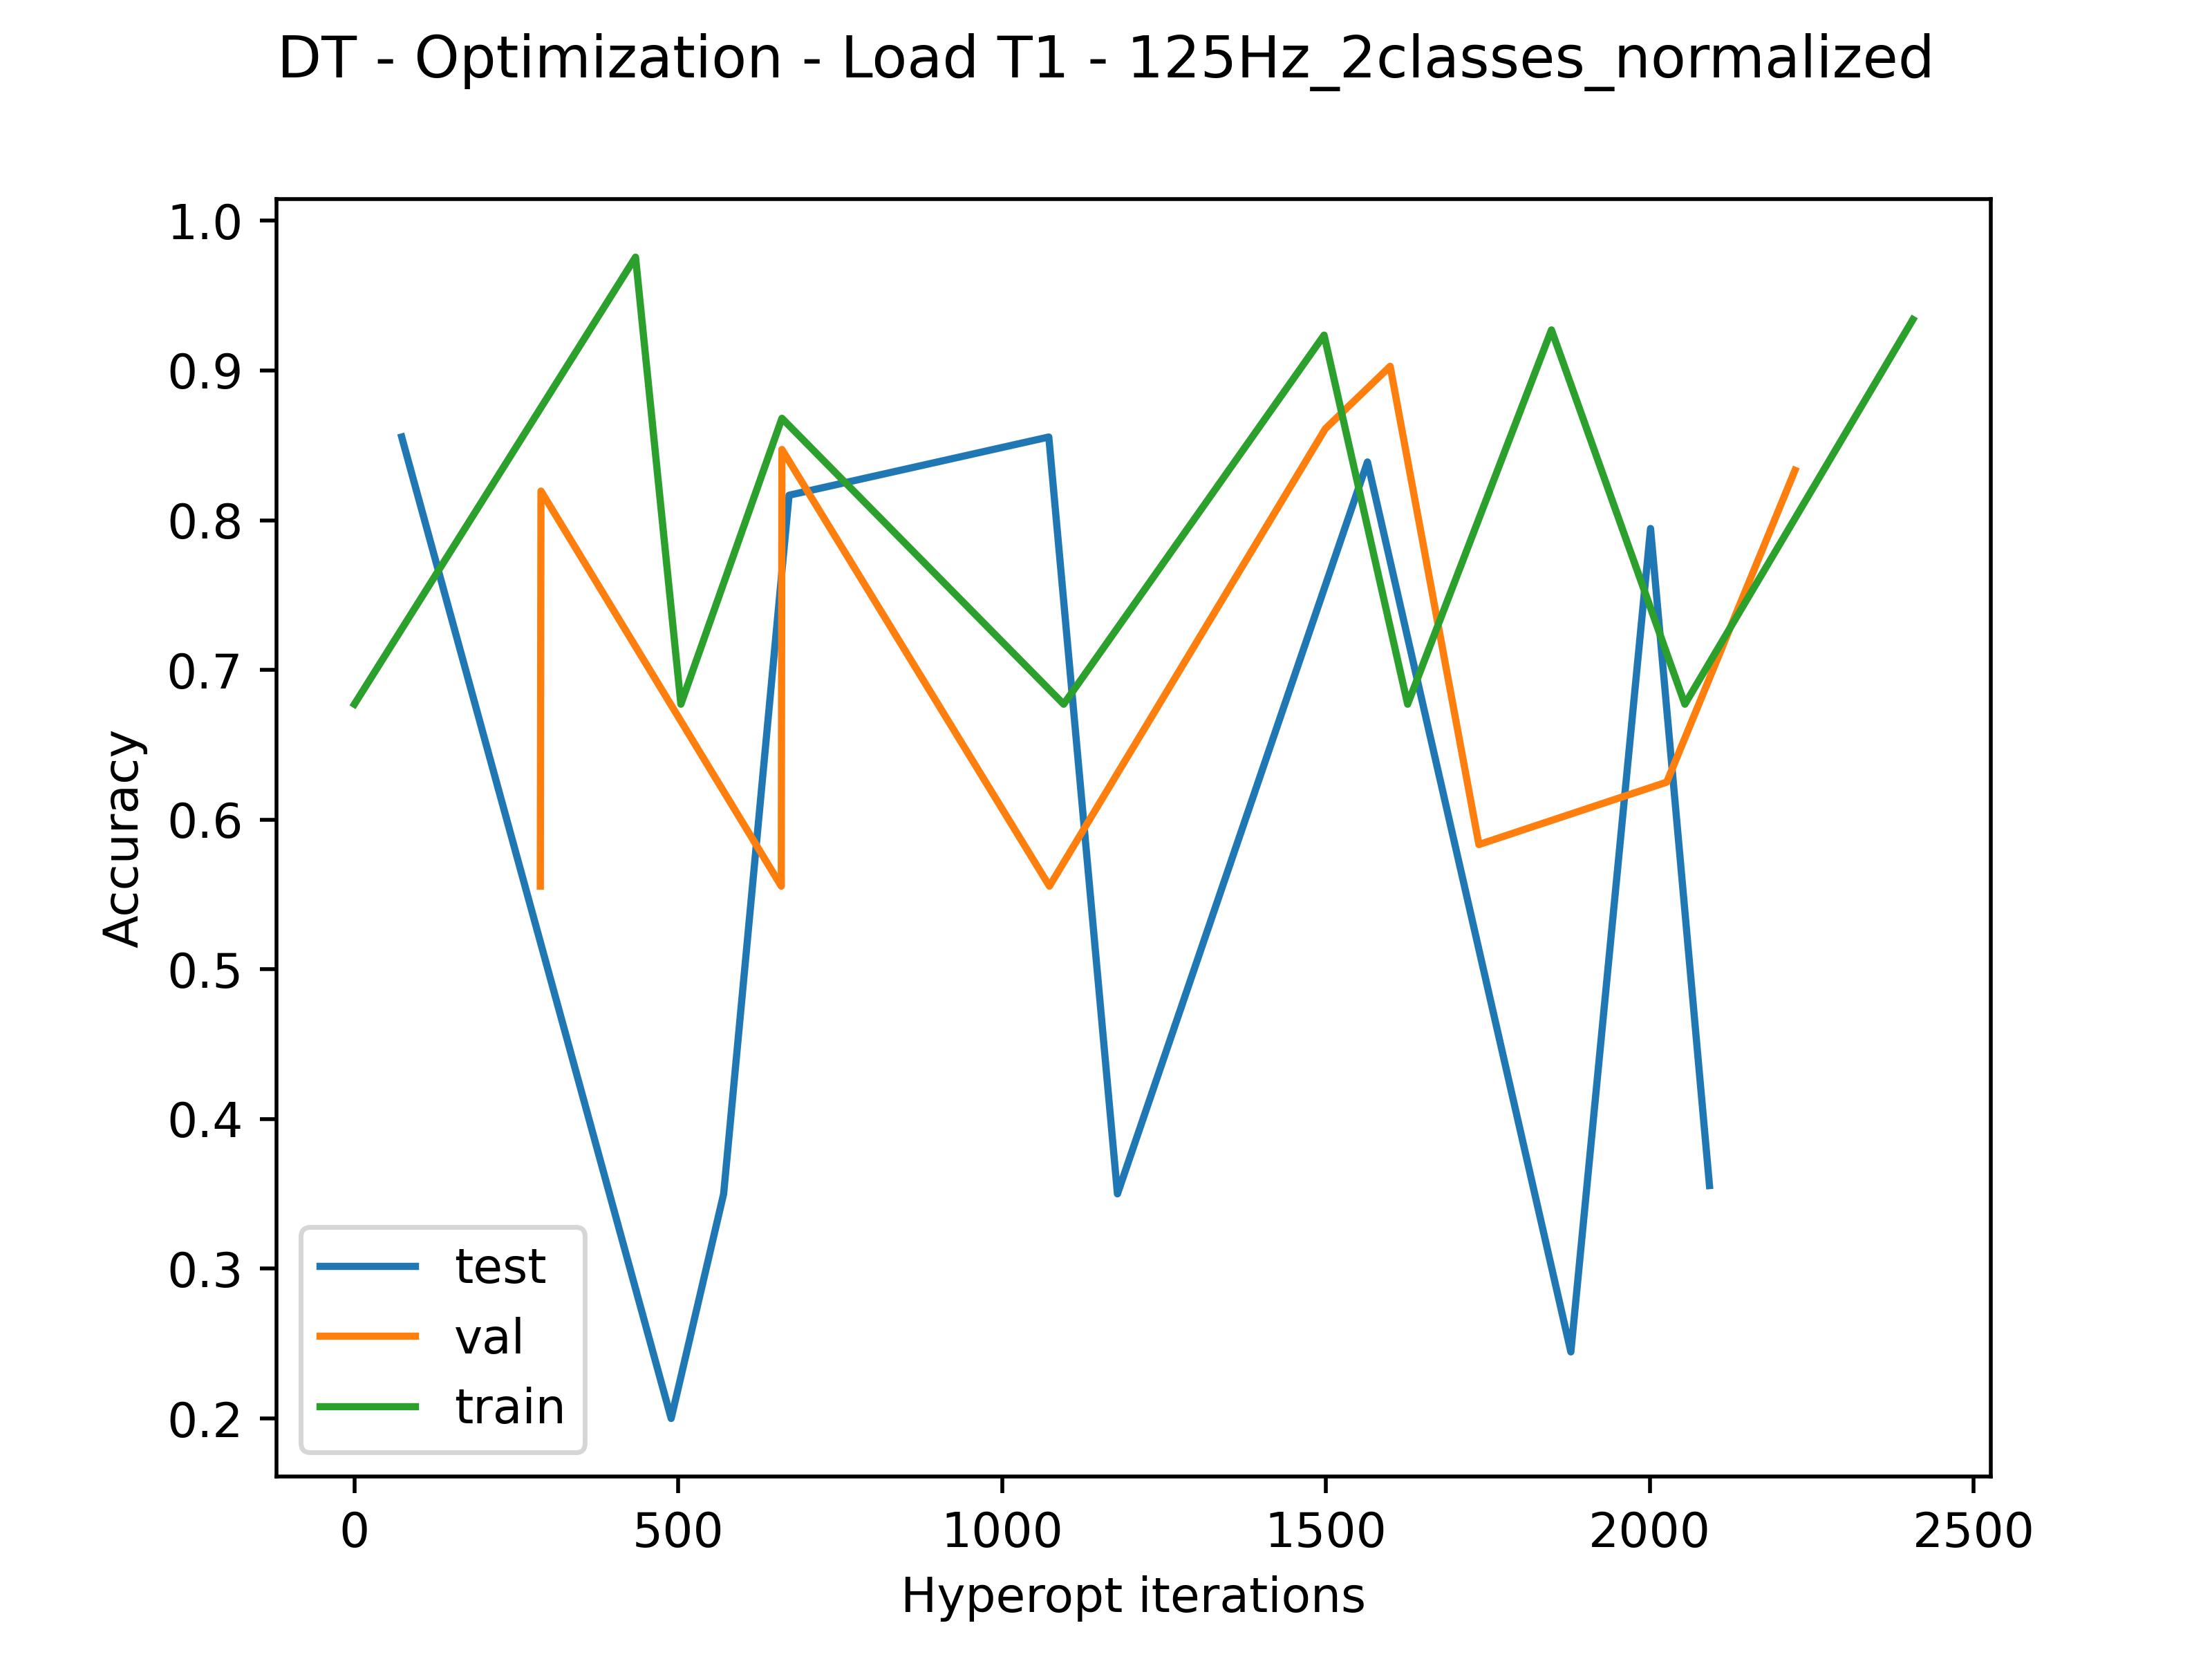 DT - Optimization - Load T1 - 125Hz_2classes_normalized
1.0
0.9
0.8
0.7
0.6
0.5
0.4
0.3
0.2
Accuracy
test
val
train
0 500 1000 1500 2000 2500
Hyperopt iterations